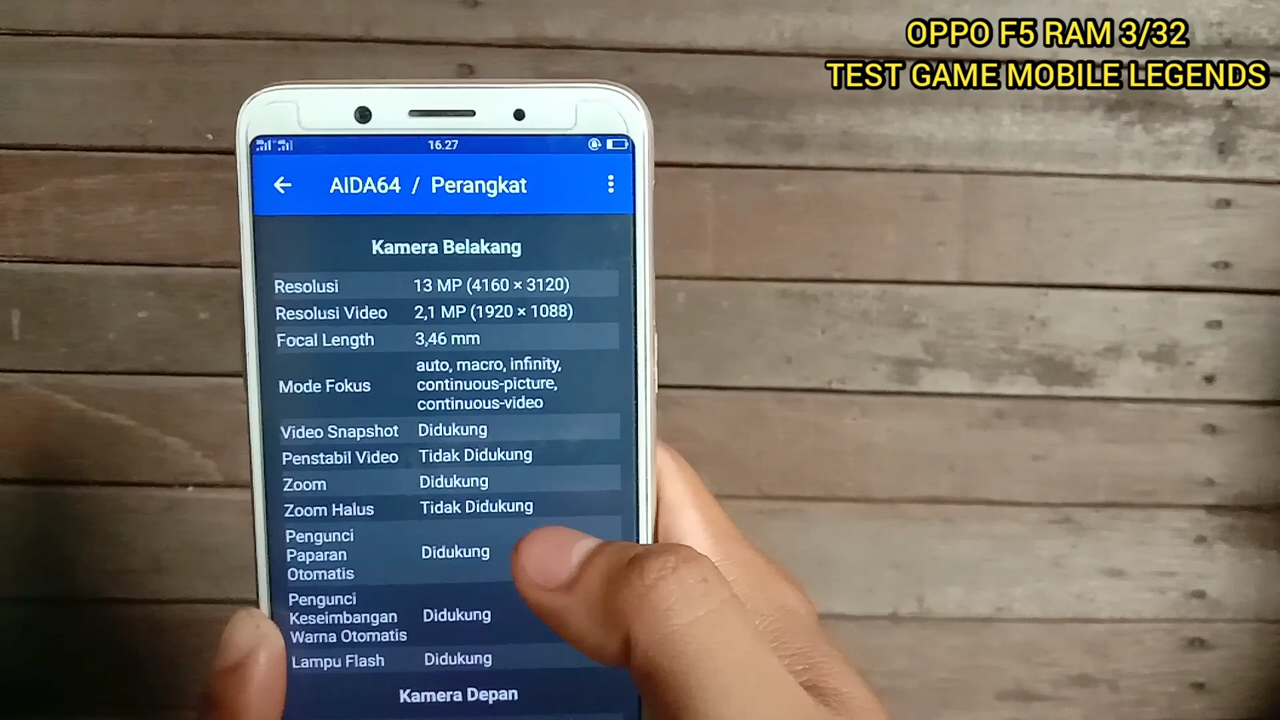 OPPO F5 RAM 3/32
TEST GAME MOBILE LEGENDS
16.27
AIDA64 / Perangkat
Kamera Belakang
Resolusi 13 MP (4160 × 3120)
Resolusi Video 2,1 MP (1920 × 1088)
Focal Length 3,46 mm
Mode Fokus auto, macro, infinity,
continuous-picture,
continuous-video
Video Snapshot Didukung
Penstabil Video Tidak Didukung
Zoom Didukung
Zoom Halus Tidak Didukung
Pengunci
Paparan
Otomatis Didukung
Pengunci
Keseimbangan
Warna Otomatis Didukung
Lampu Flash Didukung
Kamera Depan